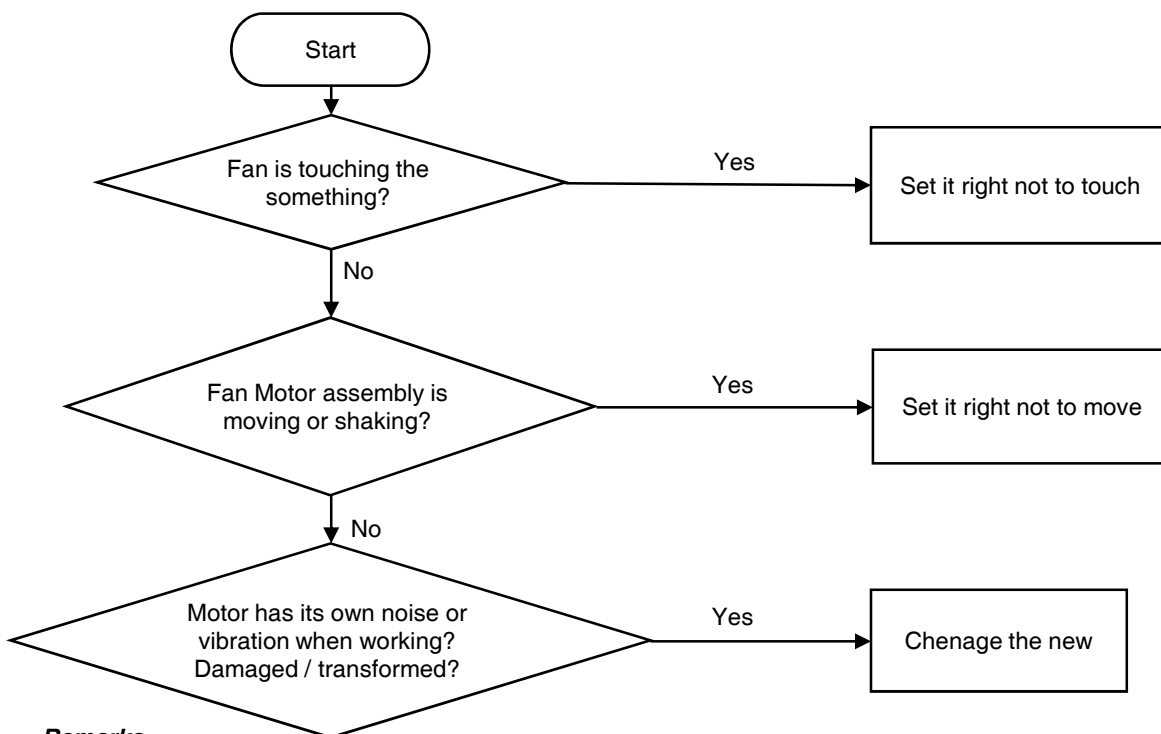 Start
Fan is touching the
something?
Yes
Set it right not to touch
No
Fan Motor assembly is
moving or shaking?
Yes
Set it right not to move
No
Motor has its own noise or
vibration when working?
Damaged / transformed?
Yes
Chenage the new
Remarks